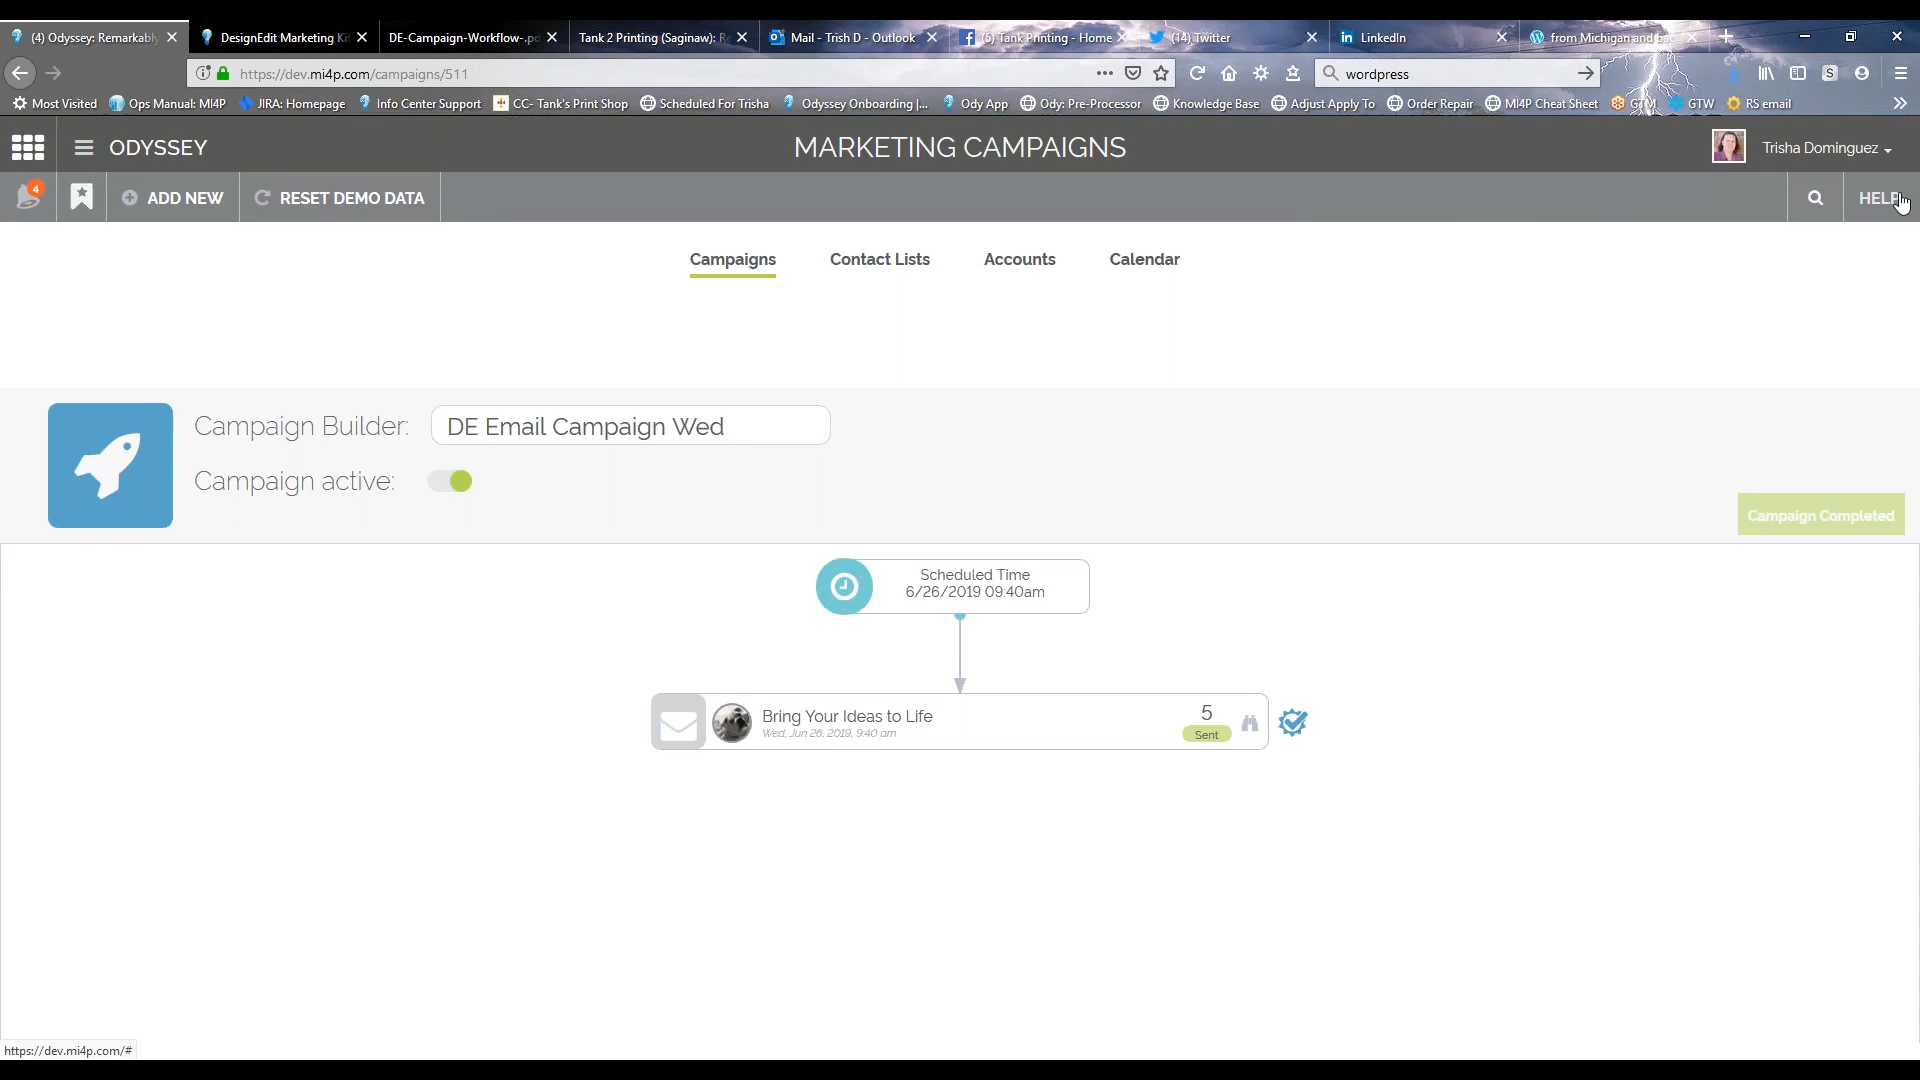 (4) Odyssey: Remarkably
DesignEdit Marketing Ki
DE-Campaign-Workflow-.pd
Tank 2 Printing (Saginaw): Re
Mail - Trish D - Outlook
(5) Tank Printing - Home
(14) Twitter
LinkedIn
from Michigan and bac
https://dev.mi4p.com/campaigns/511
wordpress
Most Visited
Ops Manual: MI4P
JIRA: Homepage
Info Center Support
CC- Tank's Print Shop
Scheduled For Trisha
Odyssey Onboarding |...
Ody App
Ody: Pre-Processor
Knowledge Base
Adjust Apply To
Order Repair
MI4P Cheat Sheet
GTM
GTW
RS email
ODYSSEY
MARKETING CAMPAIGNS
Trisha Dominguez
4
ADD NEW
RESET DEMO DATA
HELP
Campaigns
Contact Lists
Accounts
Calendar
Campaign Builder:
DE Email Campaign Wed
Campaign active:
Campaign Completed
Scheduled Time
6/26/2019 09:40am
Bring Your Ideas to Life
Wed, Jun 26, 2019, 9:40 am
5
Sent
https://dev.mi4p.com/#